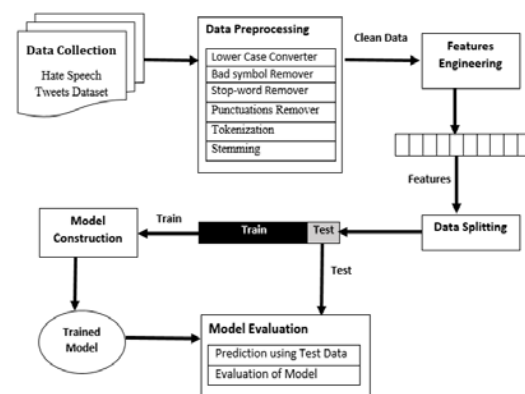 Data Collection
Hate Speech
Tweets Dataset
Data Preprocessing
Lower Case Converter
Bad symbol Remover
Stop-word Remover
Punctuations Remover
Tokenization
Stemming
Clean Data
Features
Engineering
Features
Data Splitting
Train
Test
Train
Model
Construction
Test
Trained
Model
Model Evaluation
Prediction using Test Data
Evaluation of Model